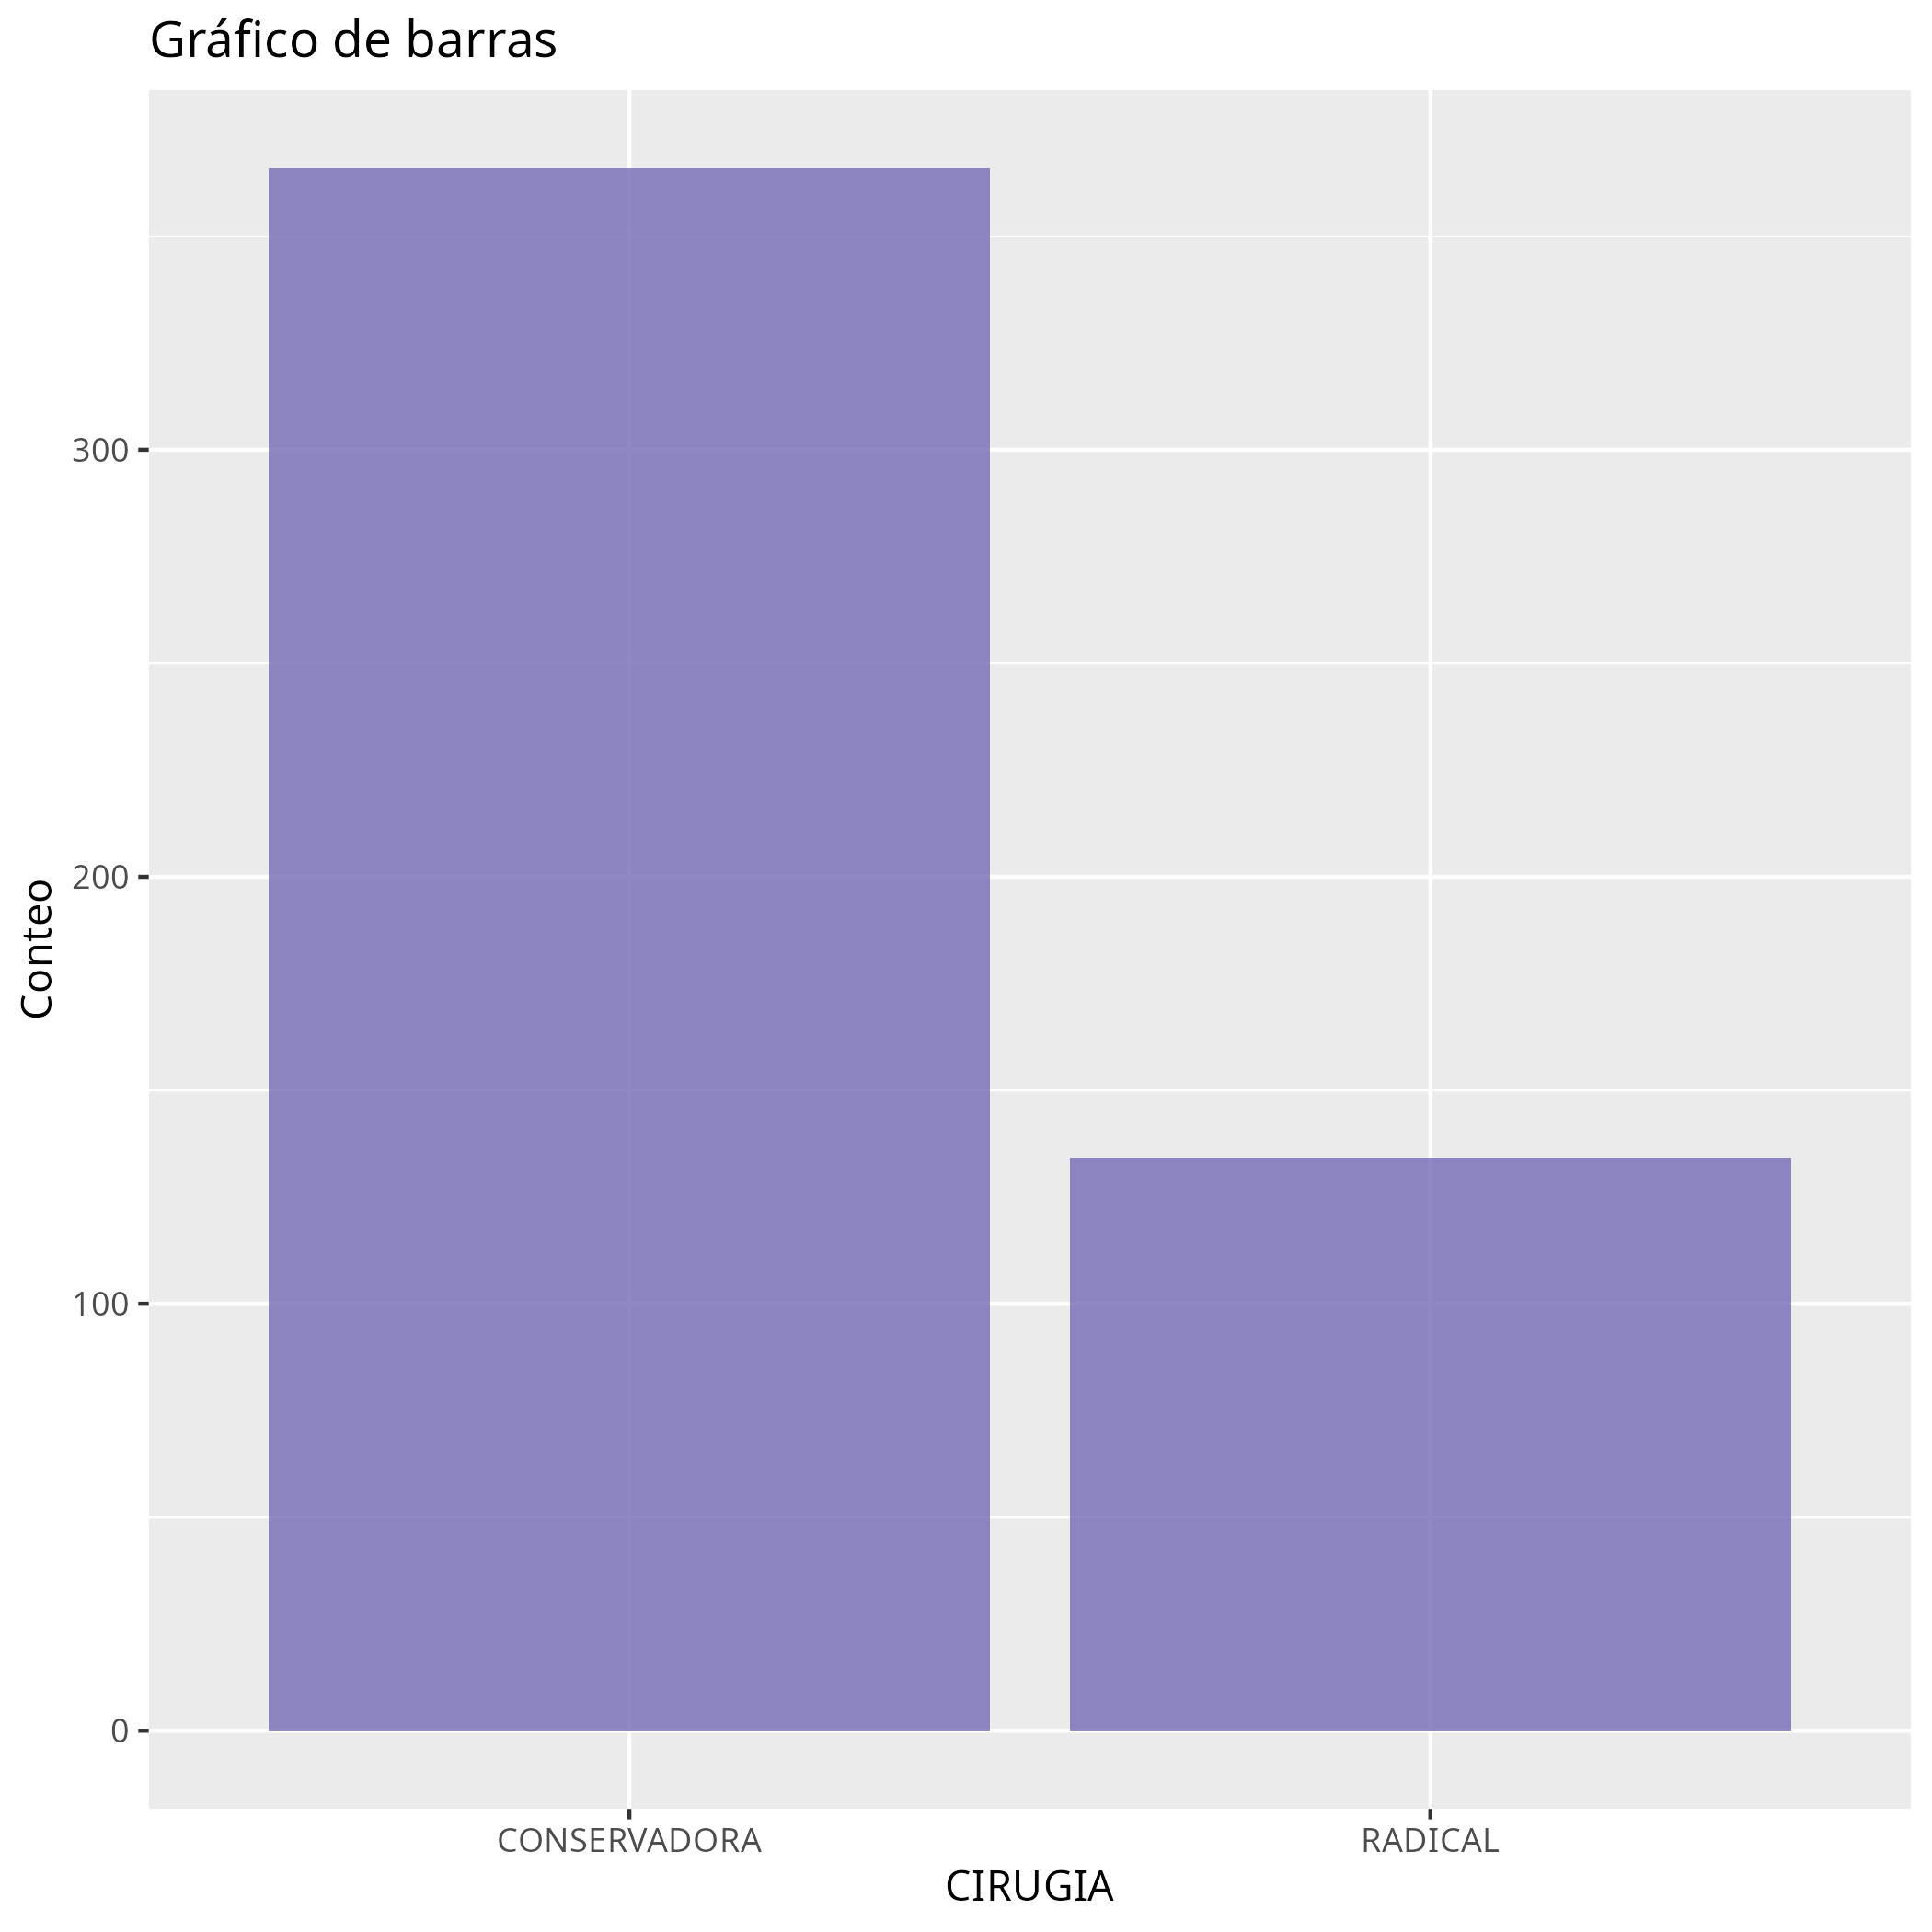 Gráfico de barras
300
200
100
0
Conteo
CONSERVADORA
RADICAL
CIRUGIA